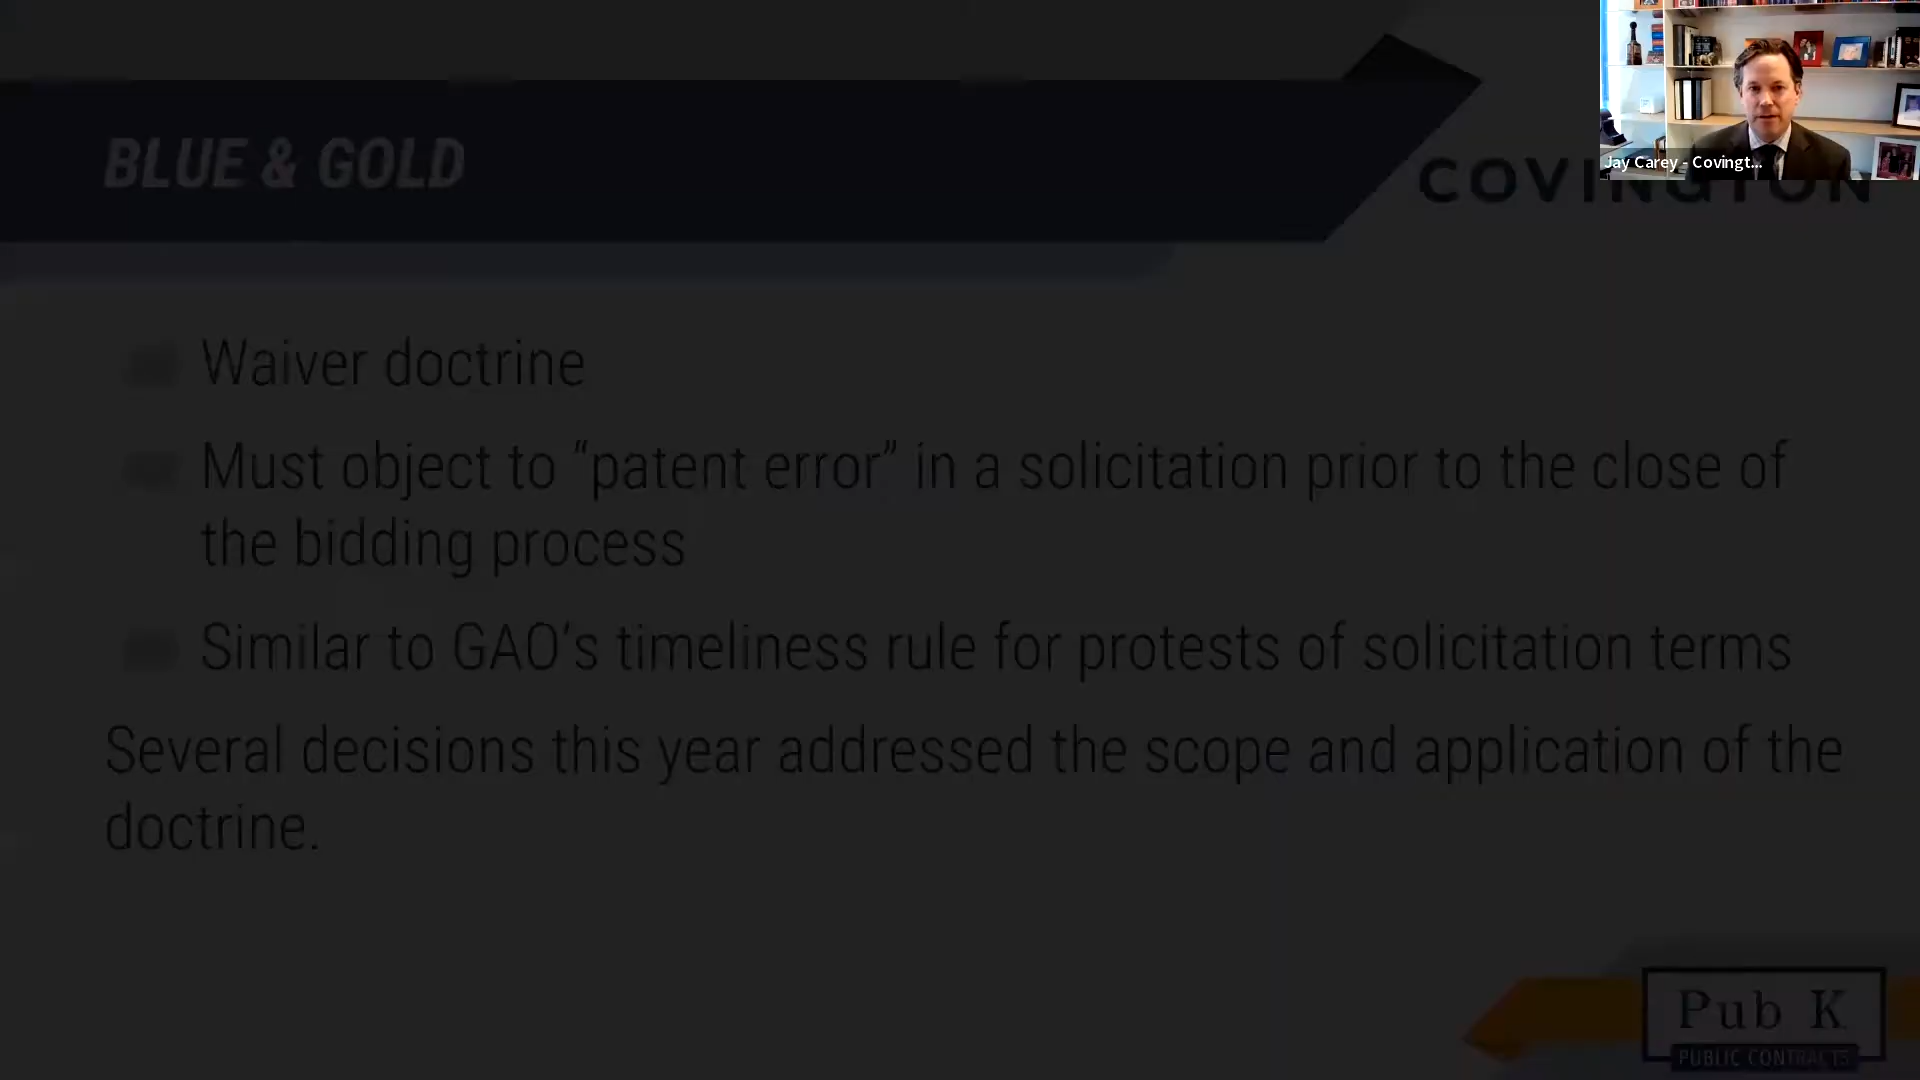 Jay Carey - Covingt...
BLUE & GOLD
COVINGTON
Waiver doctrine
Must object to “patent error” in a solicitation prior to the close of
the bidding process
Similar to GAO’s timeliness rule for protests of solicitation terms
Several decisions this year addressed the scope and application of the
doctrine.
Pub K
PUBLIC CONTRACTS